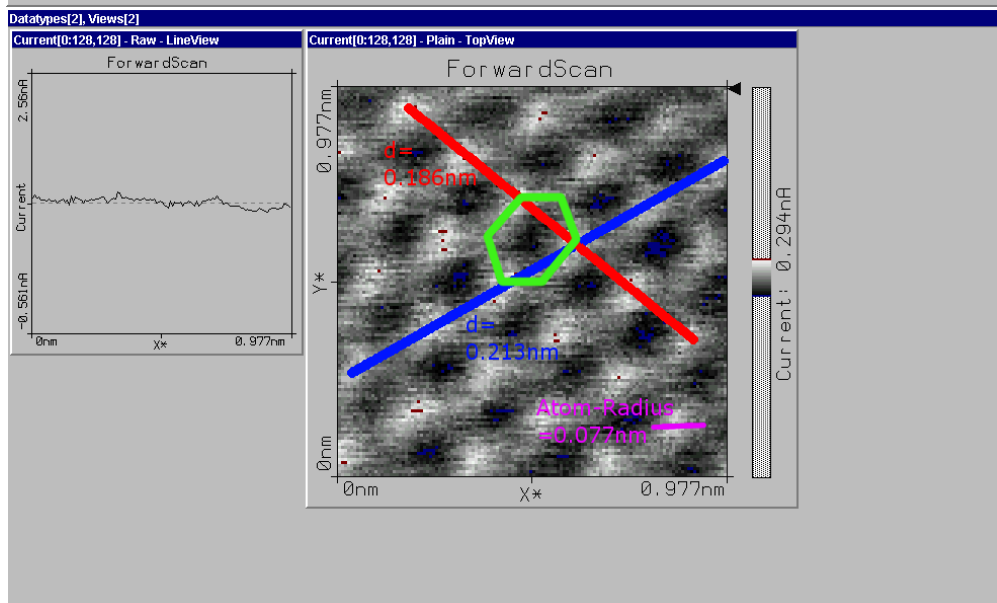 Datatypes[2], Views[2]
Current[0:128,128] - Raw - LineView
ForwardScan
2.56nA
Current
-0.561nA
0nm
X*
0.977nm
Current[0:128,128] - Plain - TopView
ForwardScan
0.977nm
Y*
0nm
d=
0.186nm
d=
0.213nm
Atom-Radius
=0.077nm
0nm
X*
0.977nm
Current: 0.294nA